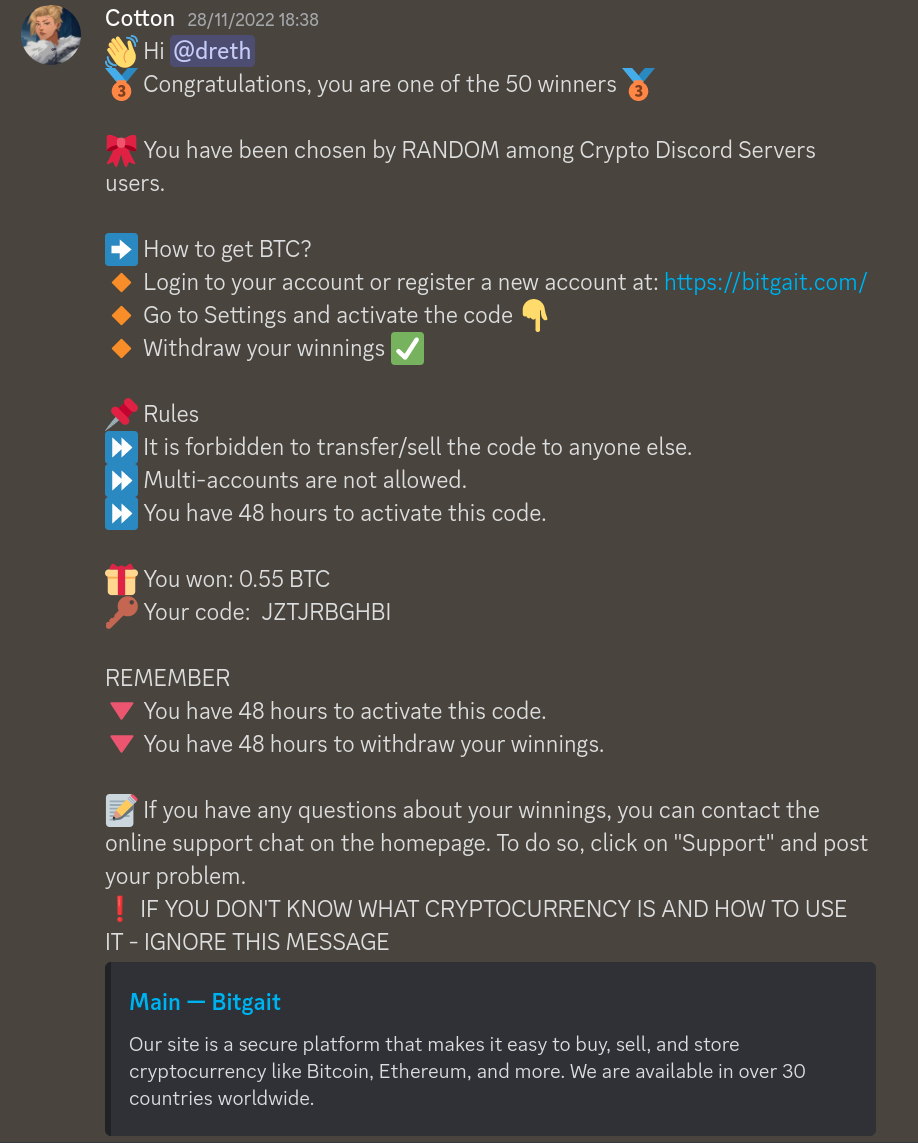 Cotton 28/11/2022 18:38
👋 Hi @dreth
🥉 Congratulations, you are one of the 50 winners 🥉
🎀 You have been chosen by RANDOM among Crypto Discord Servers
users.
➡️ How to get BTC?
🔸 Login to your account or register a new account at: https://bitgait.com/
🔸 Go to Settings and activate the code 👇
🔸 Withdraw your winnings ✅
📌 Rules
⏩ It is forbidden to transfer/sell the code to anyone else.
⏩ Multi-accounts are not allowed.
⏩ You have 48 hours to activate this code.
🎁 You won: 0.55 BTC
🔑 Your code: JZTJRBGHBI
REMEMBER
🔻 You have 48 hours to activate this code.
🔻 You have 48 hours to withdraw your winnings.
📝 If you have any questions about your winnings, you can contact the
online support chat on the homepage. To do so, click on "Support" and post
your problem.
❗ IF YOU DON'T KNOW WHAT CRYPTOCURRENCY IS AND HOW TO USE
IT - IGNORE THIS MESSAGE
Main — Bitgait
Our site is a secure platform that makes it easy to buy, sell, and store
cryptocurrency like Bitcoin, Ethereum, and more. We are available in over 30
countries worldwide.